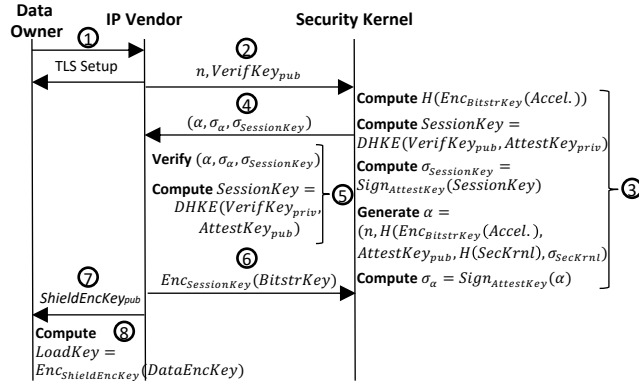 Data Owner
IP Vendor
Security Kernel
①
TLS Setup
②
n, VerifKey_pub
Compute H(Enc_BitstrKey(Accel.))
Compute SessionKey =
DHKE(VerifKey_pub, AttestKey_priv)
Compute σ_SessionKey =
Sign_AttestKey(SessionKey)
Generate α =
(n, H(Enc_BitstrKey(Accel.),
AttestKey_pub, H(SecKrnl), σ_SecKrnl)
Compute σ_α = Sign_AttestKey(α)
③
④
(α, σ_α, σ_SessionKey)
Verify (α, σ_α, σ_SessionKey)
Compute SessionKey =
DHKE(VerifKey_priv,
AttestKey_pub)
⑤
⑥
Enc_SessionKey(BitstrKey)
⑦
ShieldEncKey_pub
⑧
Compute
LoadKey =
Enc_ShieldEncKey(DataEncKey)